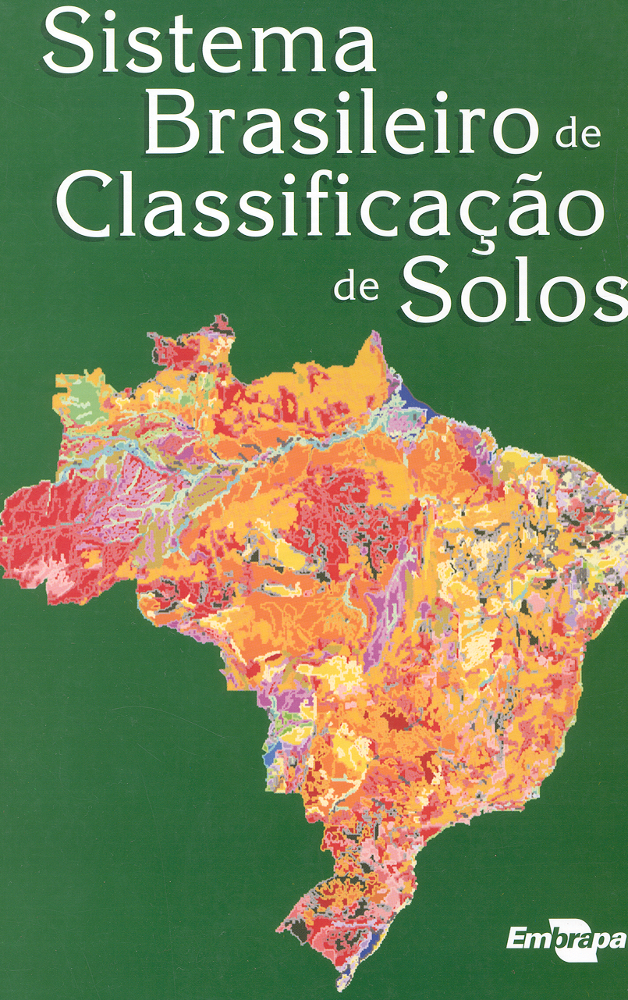 Sistema
Brasileiro de
Classificação
de Solos
Embrapa